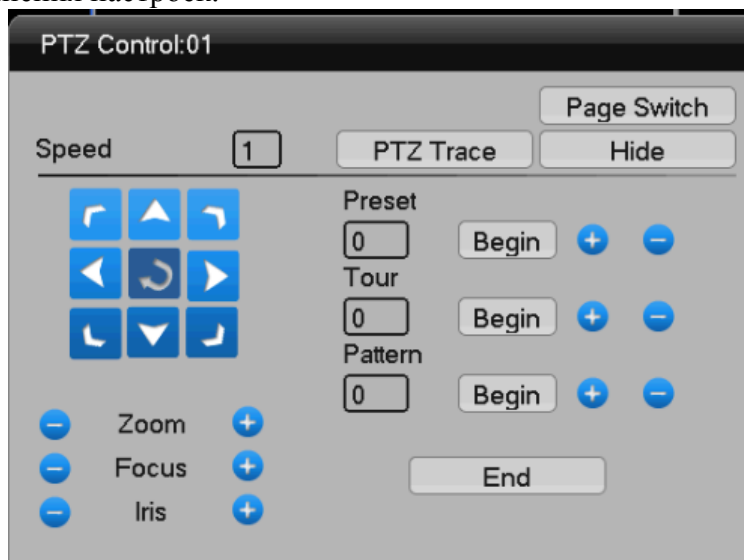 PTZ Control:01
Page Switch
Speed 1 PTZ Trace Hide
Preset
0 Begin
Tour
0 Begin
Pattern
0 Begin
Zoom
Focus
Iris
End